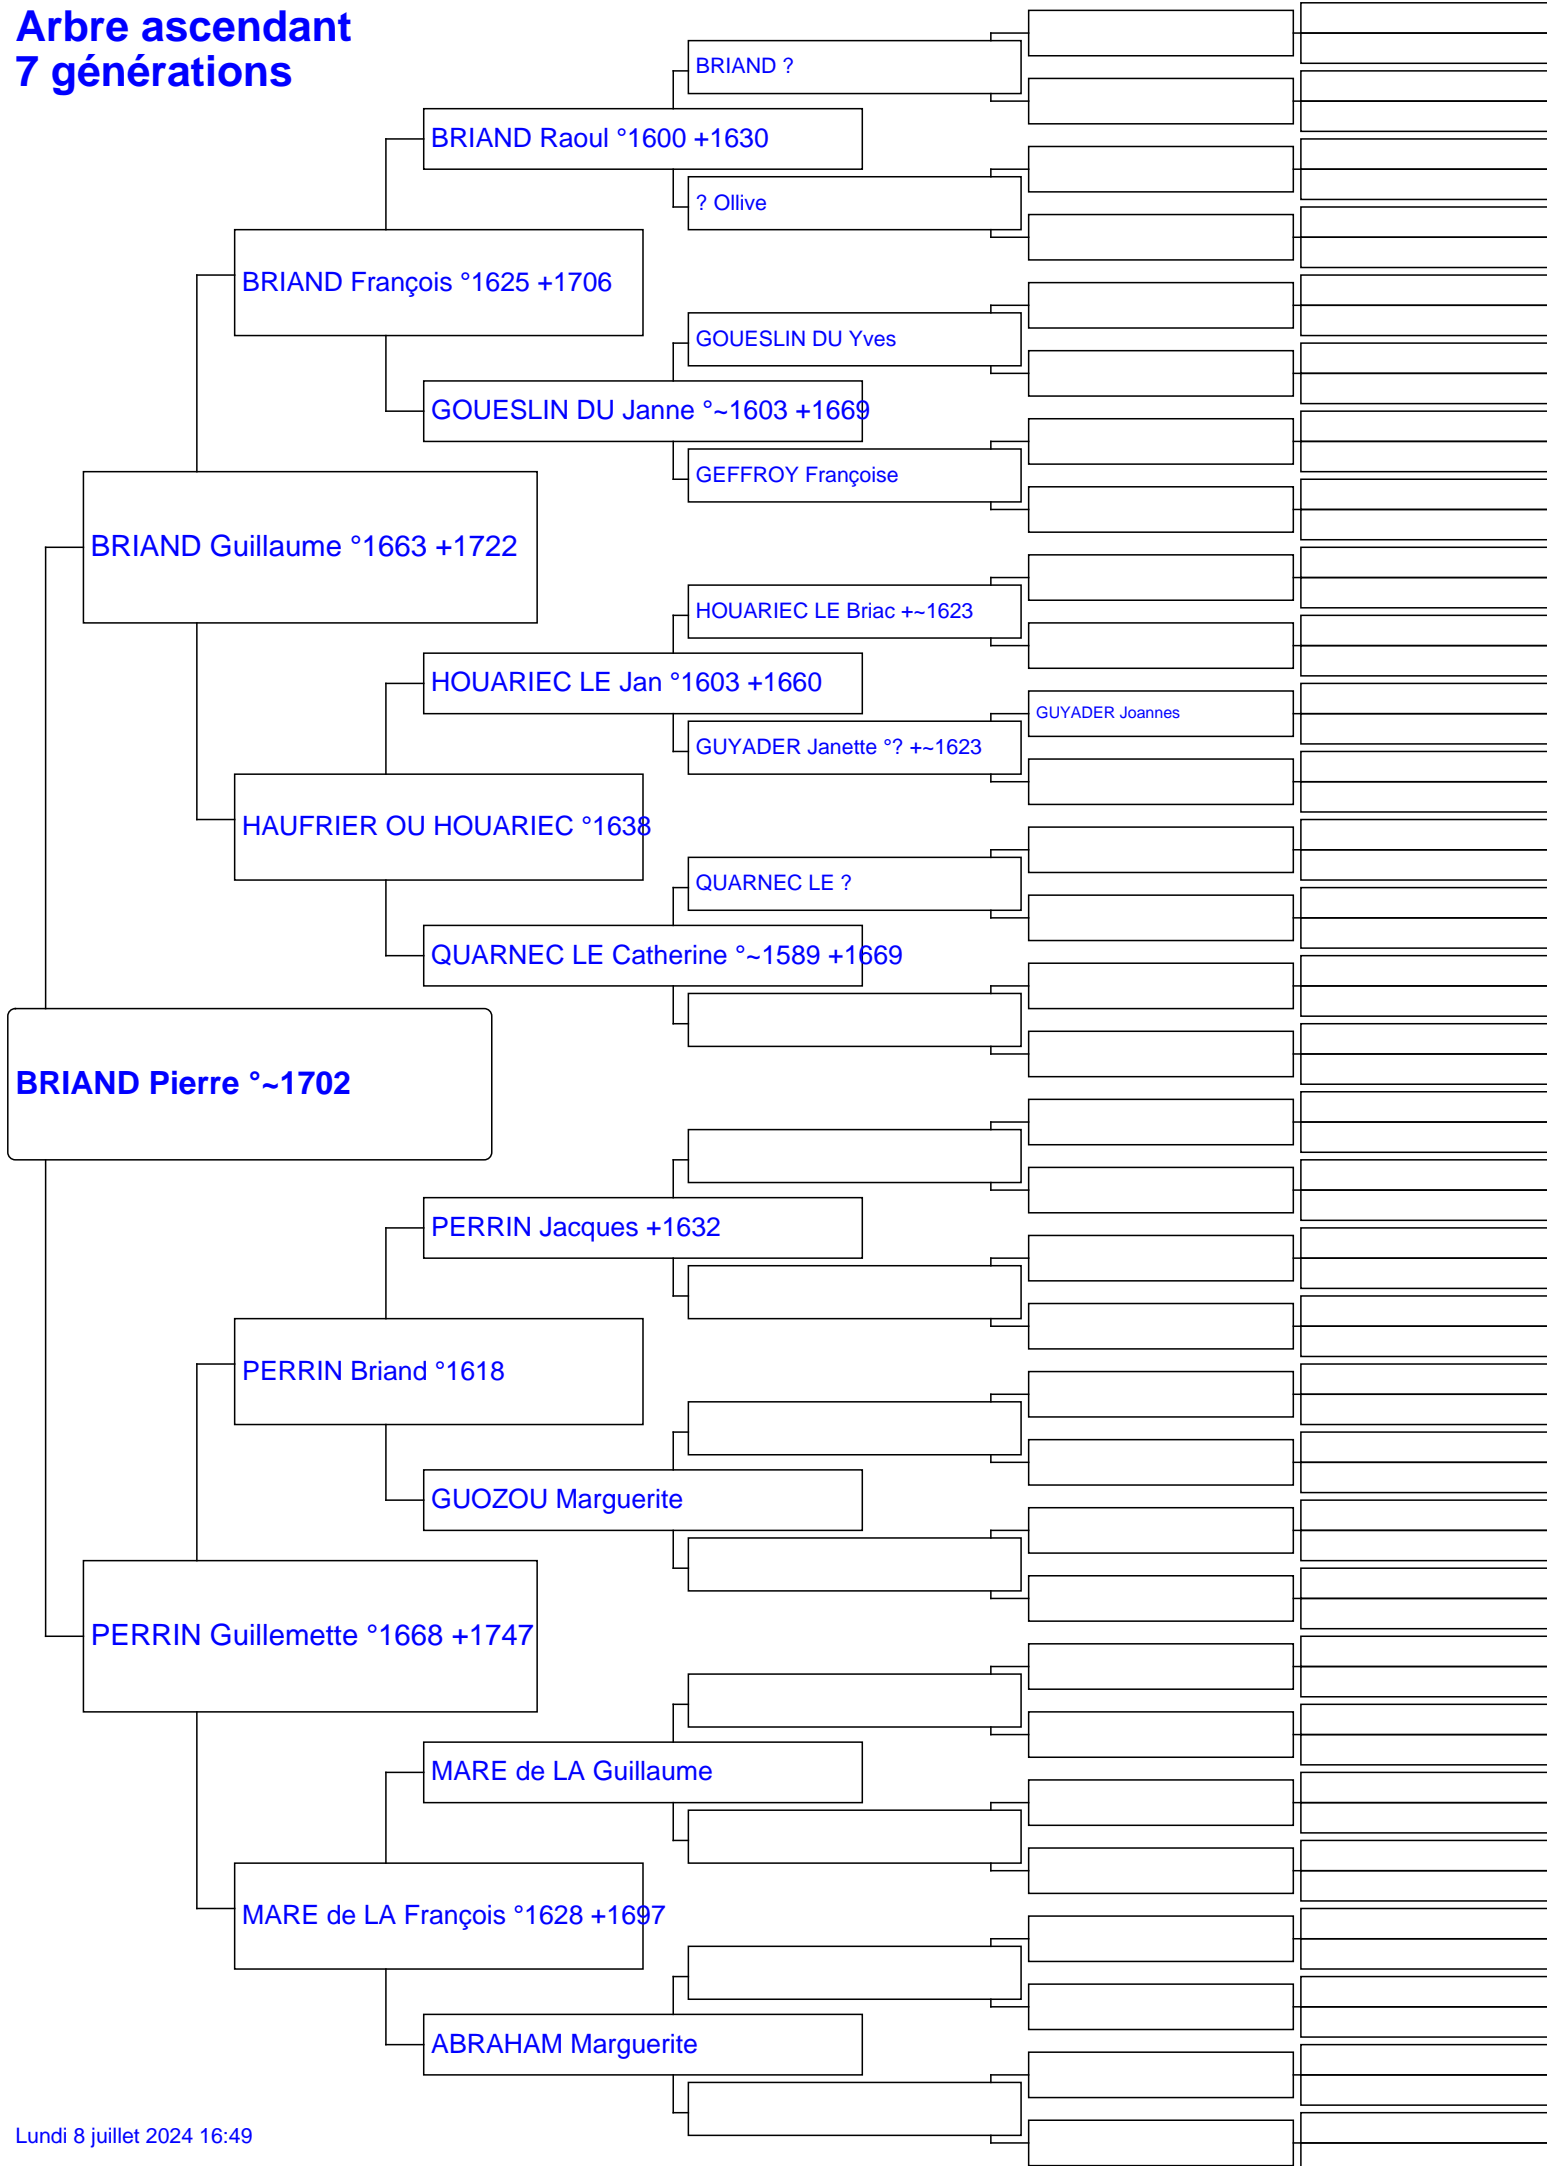 Arbre ascendant
7 générations
BRIAND ?
BRIAND Raoul °1600 +1630
? Ollive
BRIAND François °1625 +1706
GOUESLIN DU Yves
GOUESLIN DU Janne °~1603 +1669
GEFFROY Françoise
BRIAND Guillaume °1663 +1722
HOUARIEC LE Briac +~1623
HOUARIEC LE Jan °1603 +1660
GUYADER Joannes
GUYADER Janette °? +~1623
HAUFRIER OU HOUARIEC °1638
QUARNEC LE ?
QUARNEC LE Catherine °~1589 +1669
BRIAND Pierre °~1702
PERRIN Jacques +1632
PERRIN Briand °1618
GUOZOU Marguerite
PERRIN Guillemette °1668 +1747
MARE de LA Guillaume
MARE de LA François °1628 +1697
ABRAHAM Marguerite
Lundi 8 juillet 2024 16:49